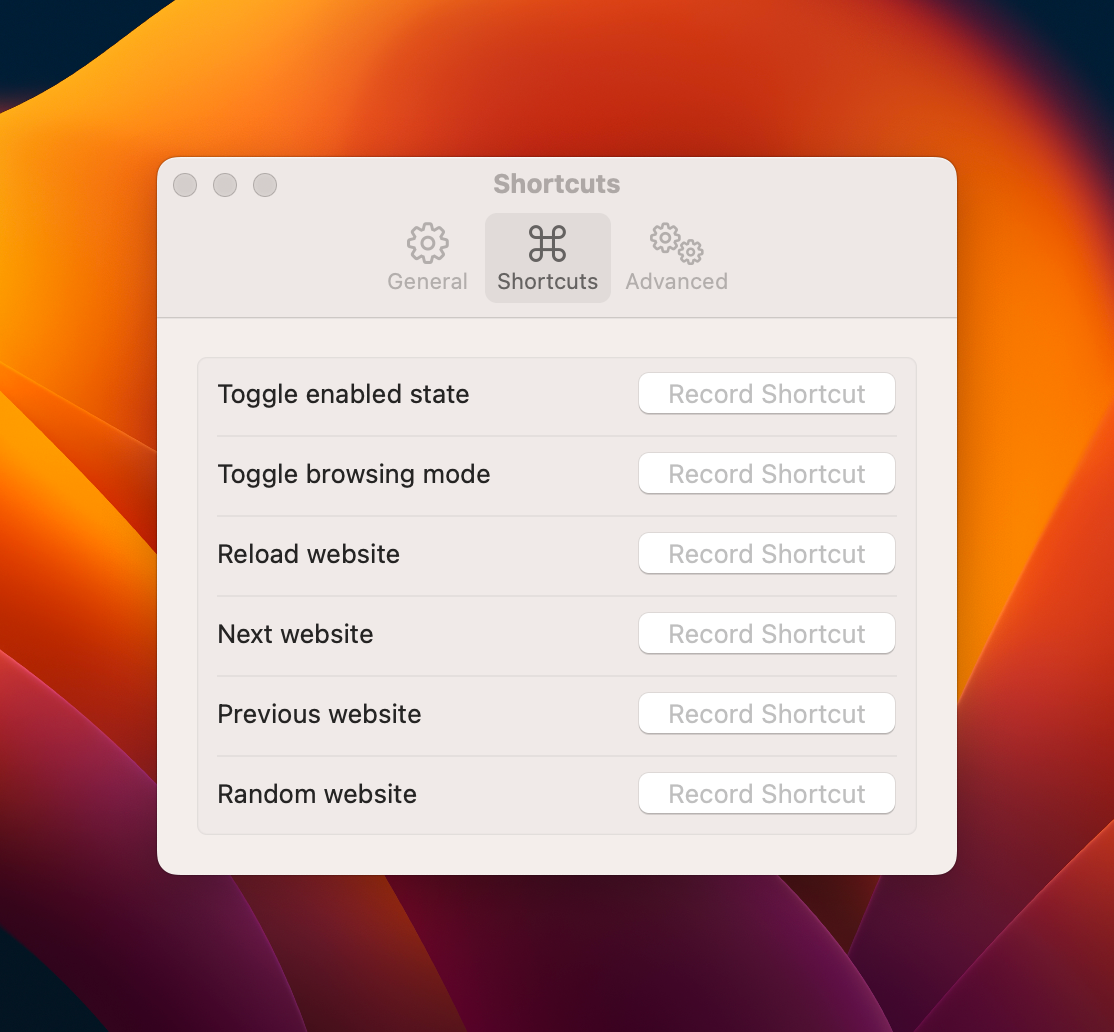 Shortcuts
General
Shortcuts
Advanced
Toggle enabled state
Record Shortcut
Toggle browsing mode
Record Shortcut
Reload website
Record Shortcut
Next website
Record Shortcut
Previous website
Record Shortcut
Random website
Record Shortcut